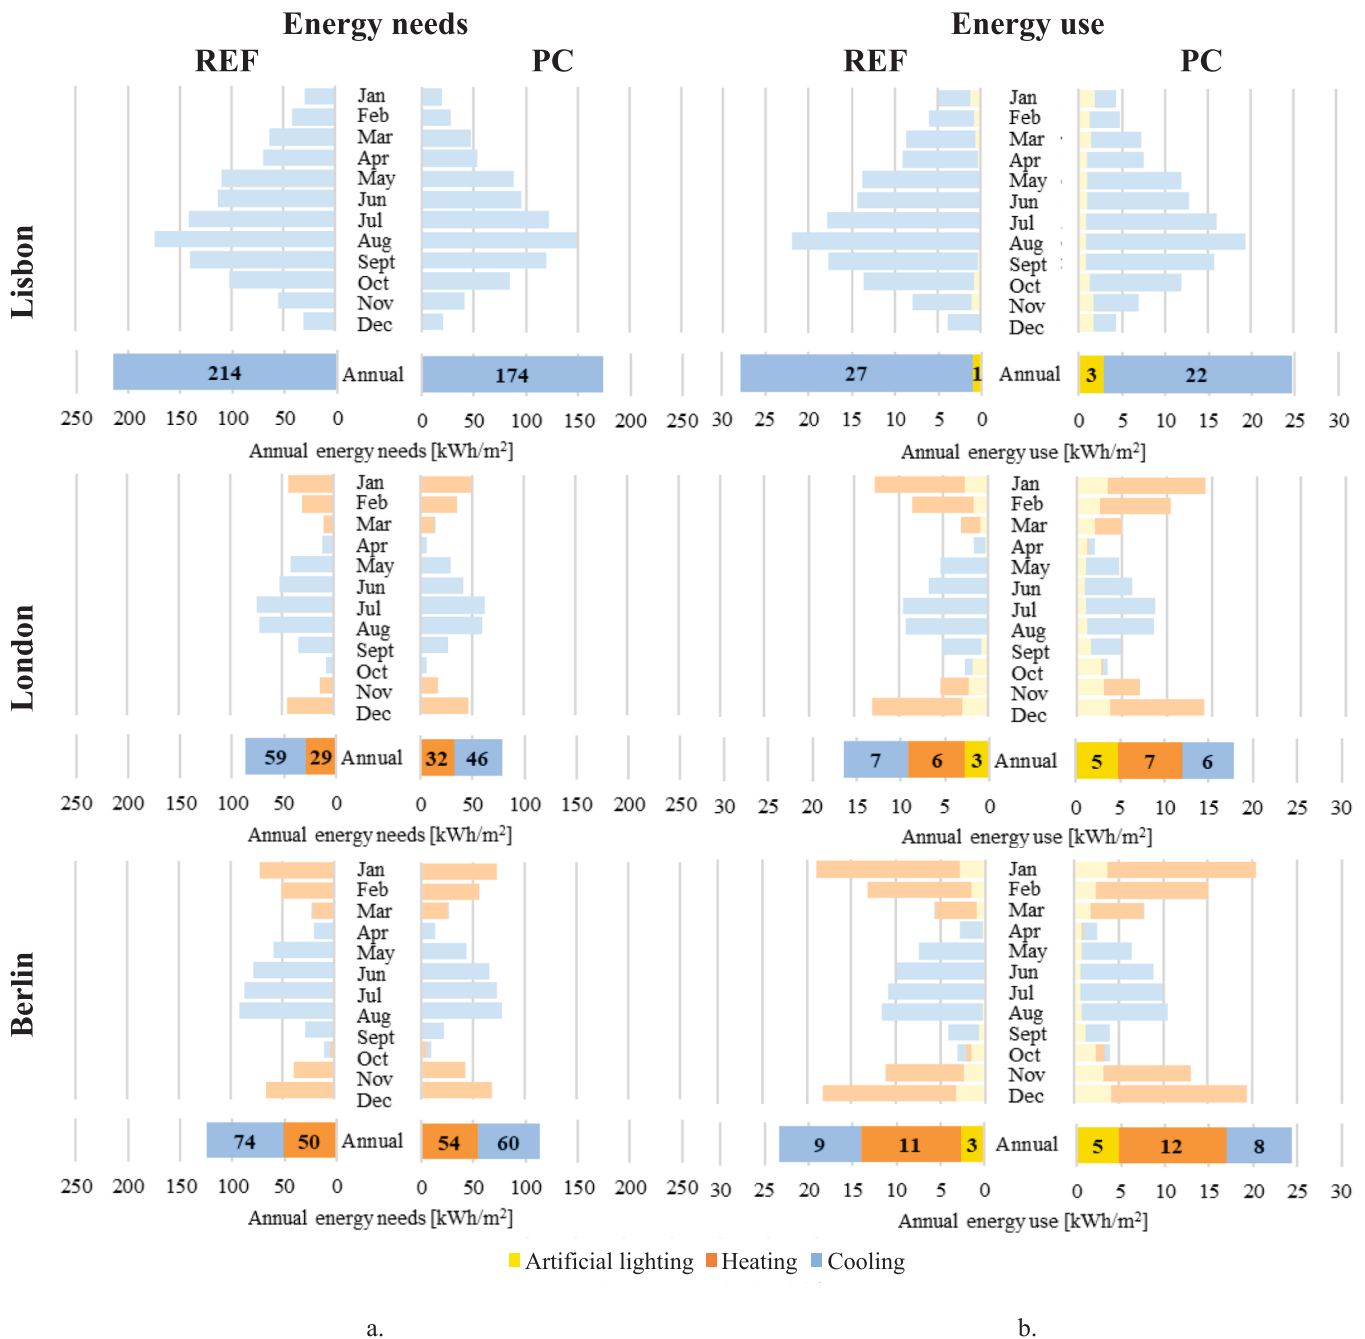 Energy needs Energy use
REF PC REF PC
Lisbon
Jan Jan
Feb Feb
Mar Mar
Apr Apr
May May
Jun Jun
Jul Jul
Aug Aug
Sept Sept
Oct Oct
Nov Nov
Dec Dec
214 Annual 174 27 1 Annual 3 22
250 200 150 100 50 0 0 50 100 150 200 250 30 25 20 15 10 5 0 0 5 10 15 20 25 30
Annual energy needs [kWh/m²] Annual energy use [kWh/m²]
London
Jan Jan
Feb Feb
Mar Mar
Apr Apr
May May
Jun Jun
Jul Jul
Aug Aug
Sept Sept
Oct Oct
Nov Nov
Dec Dec
59 29 Annual 32 46 7 6 3 Annual 5 7 6
250 200 150 100 50 0 0 50 100 150 200 250 30 25 20 15 10 5 0 0 5 10 15 20 25 30
Annual energy needs [kWh/m²] Annual energy use [kWh/m²]
Berlin
Jan Jan
Feb Feb
Mar Mar
Apr Apr
May May
Jun Jun
Jul Jul
Aug Aug
Sept Sept
Oct Oct
Nov Nov
Dec Dec
74 50 Annual 54 60 9 11 3 Annual 5 12 8
250 200 150 100 50 0 0 50 100 150 200 250 30 25 20 15 10 5 0 0 5 10 15 20 25 30
Annual energy needs [kWh/m²] Annual energy use [kWh/m²]
Artificial lighting Heating Cooling
a. b.